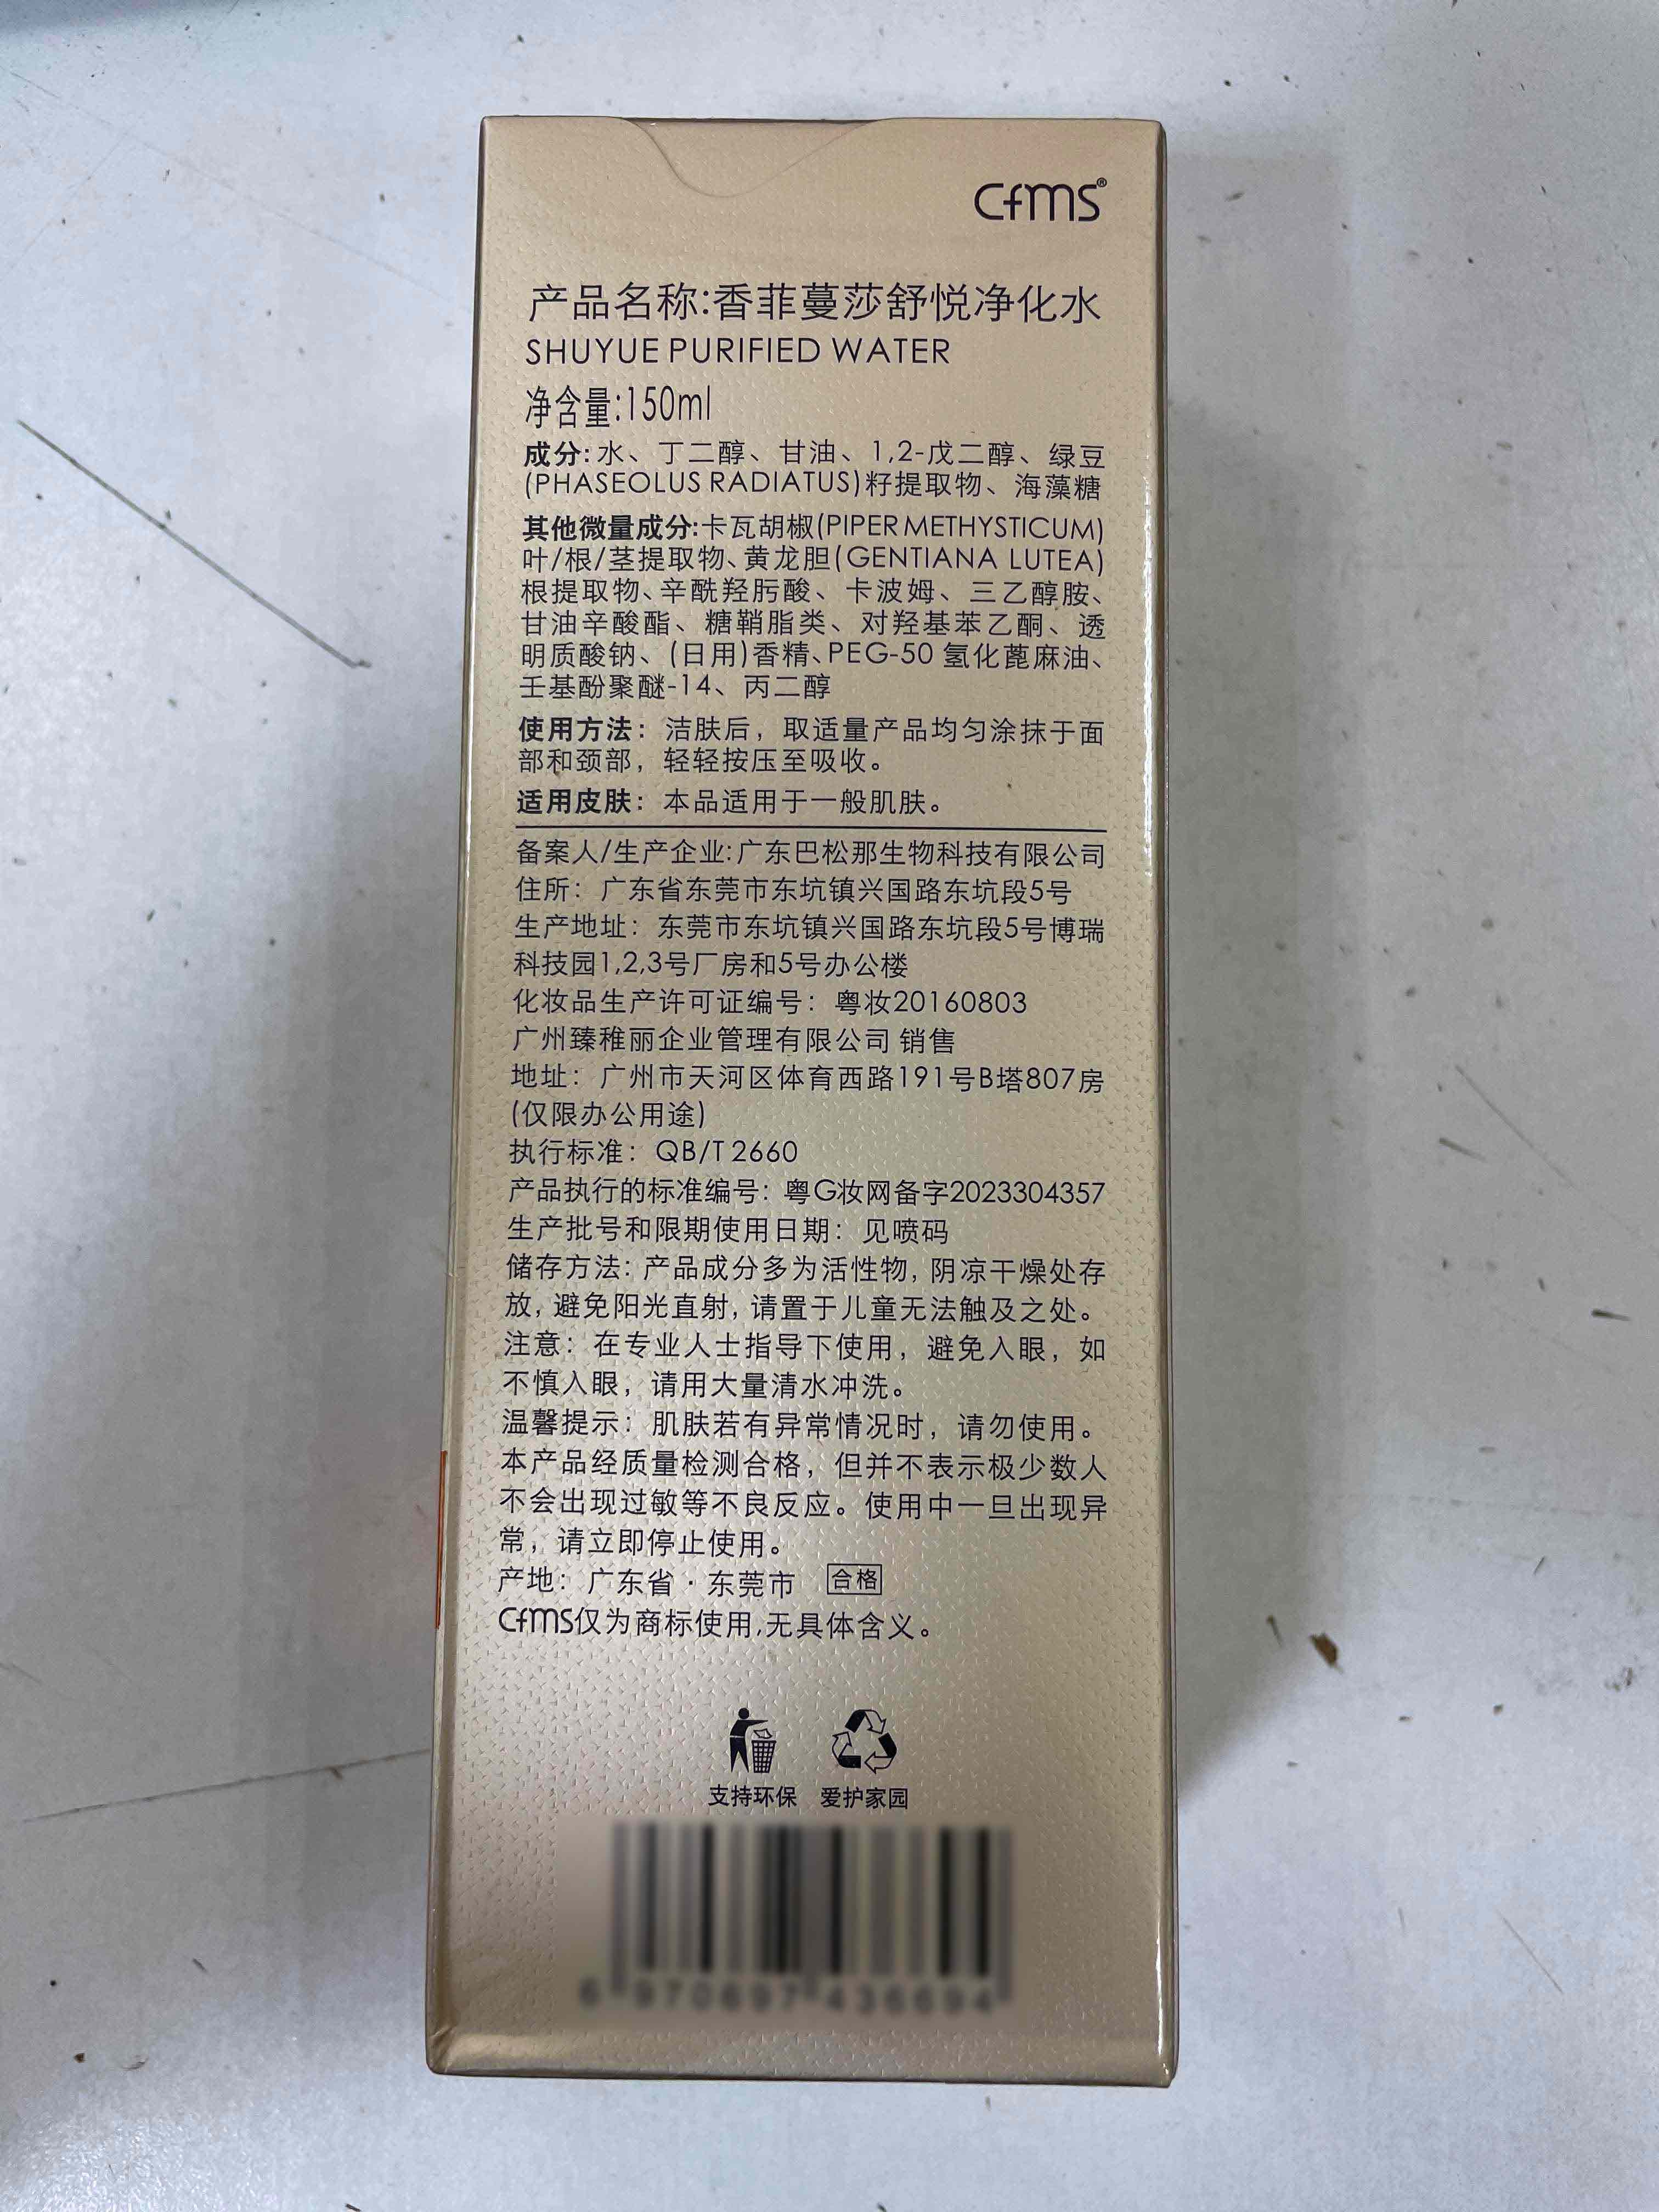 Cfms®
产品名称:香菲蔓莎舒悦净化水
SHUYUE PURIFIED WATER
净含量:150ml
成分:水、丁二醇、甘油、1,2-戊二醇、绿豆
(PHASEOLUS RADIATUS)籽提取物、海藻糖
其他微量成分:卡瓦胡椒(PIPER METHYSTICUM)
叶/根/茎提取物、黄龙胆(GENTIANA LUTEA)
根提取物、辛酰羟肟酸、卡波姆、三乙醇胺、
甘油辛酸酯、糖鞘脂类、对羟基苯乙酮、透
明质酸钠、(日用)香精、PEG-50 氢化蓖麻油、
壬基酚聚醚-14、丙二醇
使用方法：洁肤后，取适量产品均匀涂抹于面
部和颈部，轻轻按压至吸收。
适用皮肤：本品适用于一般肌肤。
备案人/生产企业:广东巴松那生物科技有限公司
住所：广东省东莞市东坑镇兴国路东坑段5号
生产地址：东莞市东坑镇兴国路东坑段5号博瑞
科技园1,2,3号厂房和5号办公楼
化妆品生产许可证编号：粤妆20160803
广州臻稚丽企业管理有限公司 销售
地址：广州市天河区体育西路191号B塔807房
(仅限办公用途)
执行标准：QB/T 2660
产品执行的标准编号：粤G妆网备字2023304357
生产批号和限期使用日期：见喷码
储存方法：产品成分多为活性物，阴凉干燥处存
放，避免阳光直射，请置于儿童无法触及之处。
注意：在专业人士指导下使用，避免入眼，如
不慎入眼，请用大量清水冲洗。
温馨提示：肌肤若有异常情况时，请勿使用。
本产品经质量检测合格，但并不表示极少数人
不会出现过敏等不良反应。使用中一旦出现异
常，请立即停止使用。
产地：广东省·东莞市 合格
Cfms仅为商标使用,无具体含义。
支持环保 爱护家园